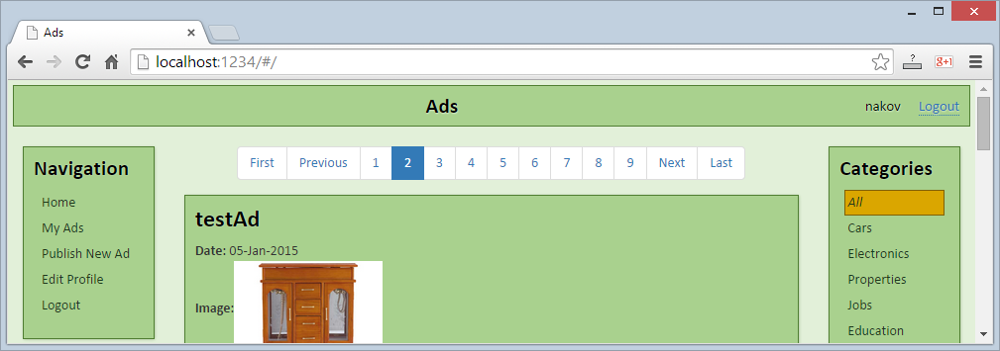 Ads
localhost:1234/#/
?
g+1
Ads
nakov Logout
Navigation
Home
My Ads
Publish New Ad
Edit Profile
Logout
First Previous 1 2 3 4 5 6 7 8 9 Next Last
testAd
Date: 05-Jan-2015
Image:
Categories
All
Cars
Electronics
Properties
Jobs
Education